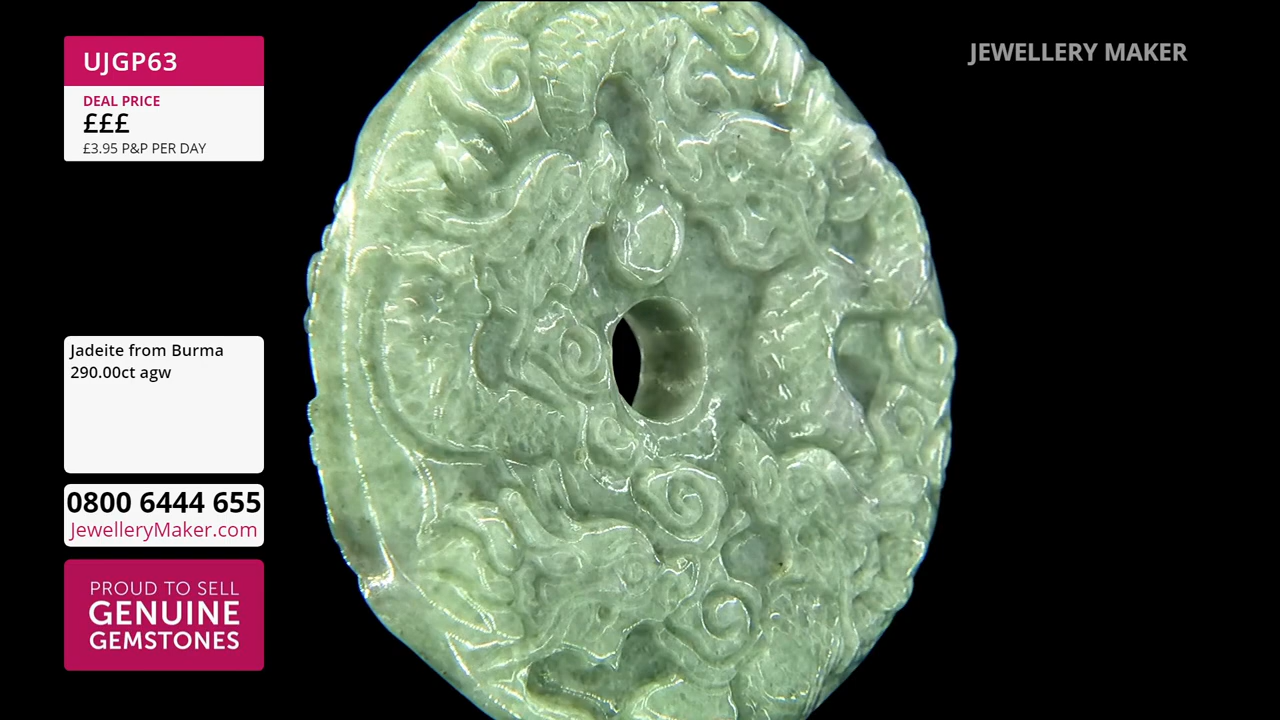 UJGP63
DEAL PRICE
£££
£3.95 P&P PER DAY
Jadeite from Burma
290.00ct agw
0800 6444 655
JewelleryMaker.com
PROUD TO SELL
GENUINE
GEMSTONES
JEWELLERY MAKER